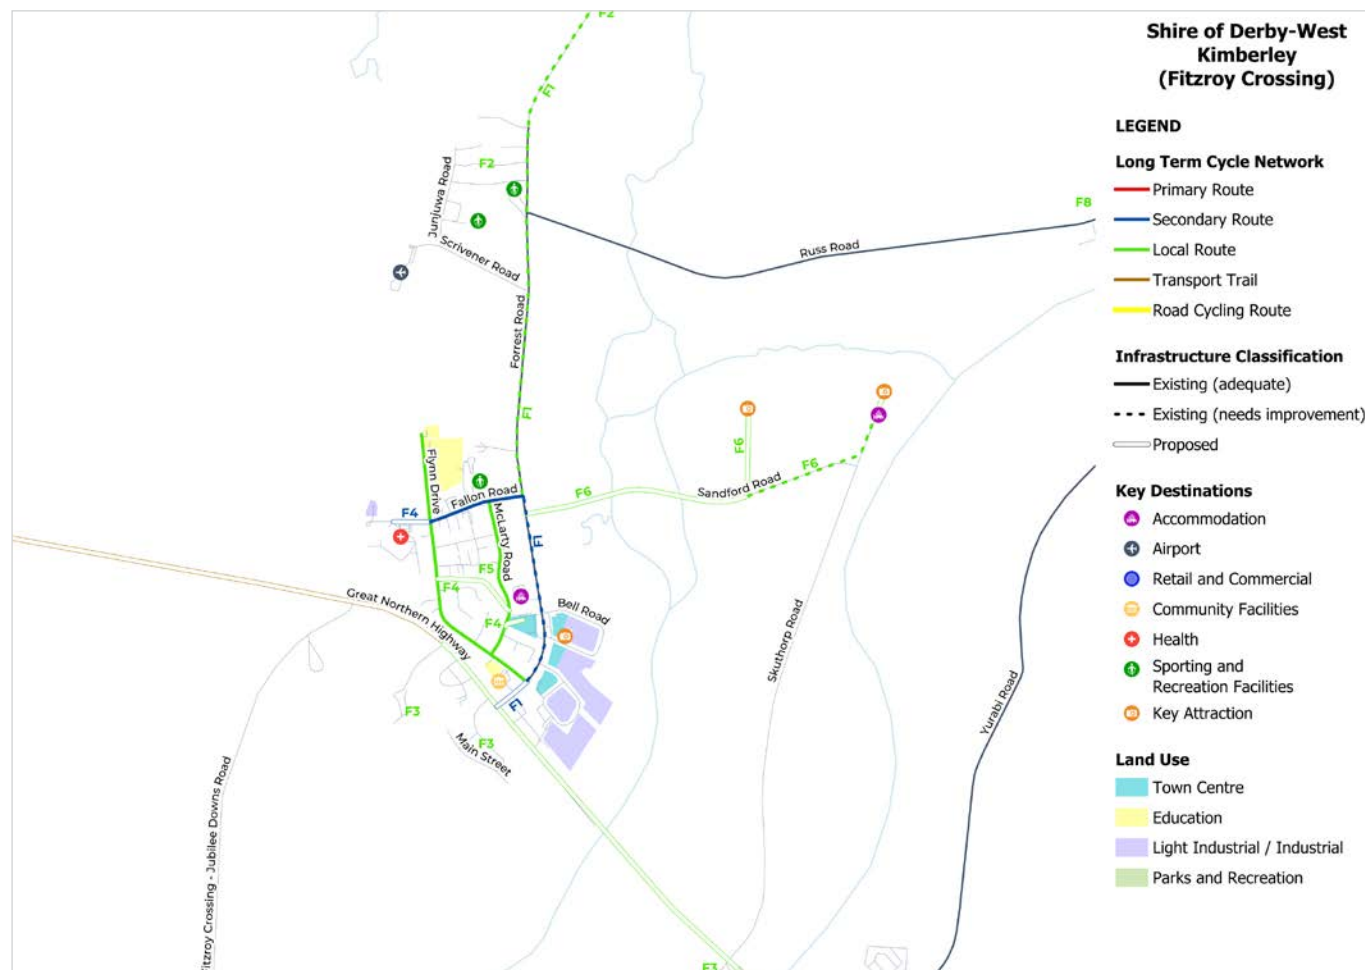 F2
F1
F2
Junjuwa Road
Scrivener Road
Forrest Road
F8
Russ Road
F1
F6
F6
Sandford Road
F6
Flynn Drive
Fallon Road
F4
McLarty Road
F1
F5
F4
Great Northern Highway
F4
Bell Road
F1
F3
F3
Main Street
Skuthorp Road
Yurabi Road
Fitzroy Crossing - Jubilee Downs Road
F3
Shire of Derby-West
Kimberley
(Fitzroy Crossing)
LEGEND
Long Term Cycle Network
Primary Route
Secondary Route
Local Route
Transport Trail
Road Cycling Route
Infrastructure Classification
Existing (adequate)
Existing (needs improvement)
Proposed
Key Destinations
Accommodation
Airport
Retail and Commercial
Community Facilities
Health
Sporting and
Recreation Facilities
Key Attraction
Land Use
Town Centre
Education
Light Industrial / Industrial
Parks and Recreation